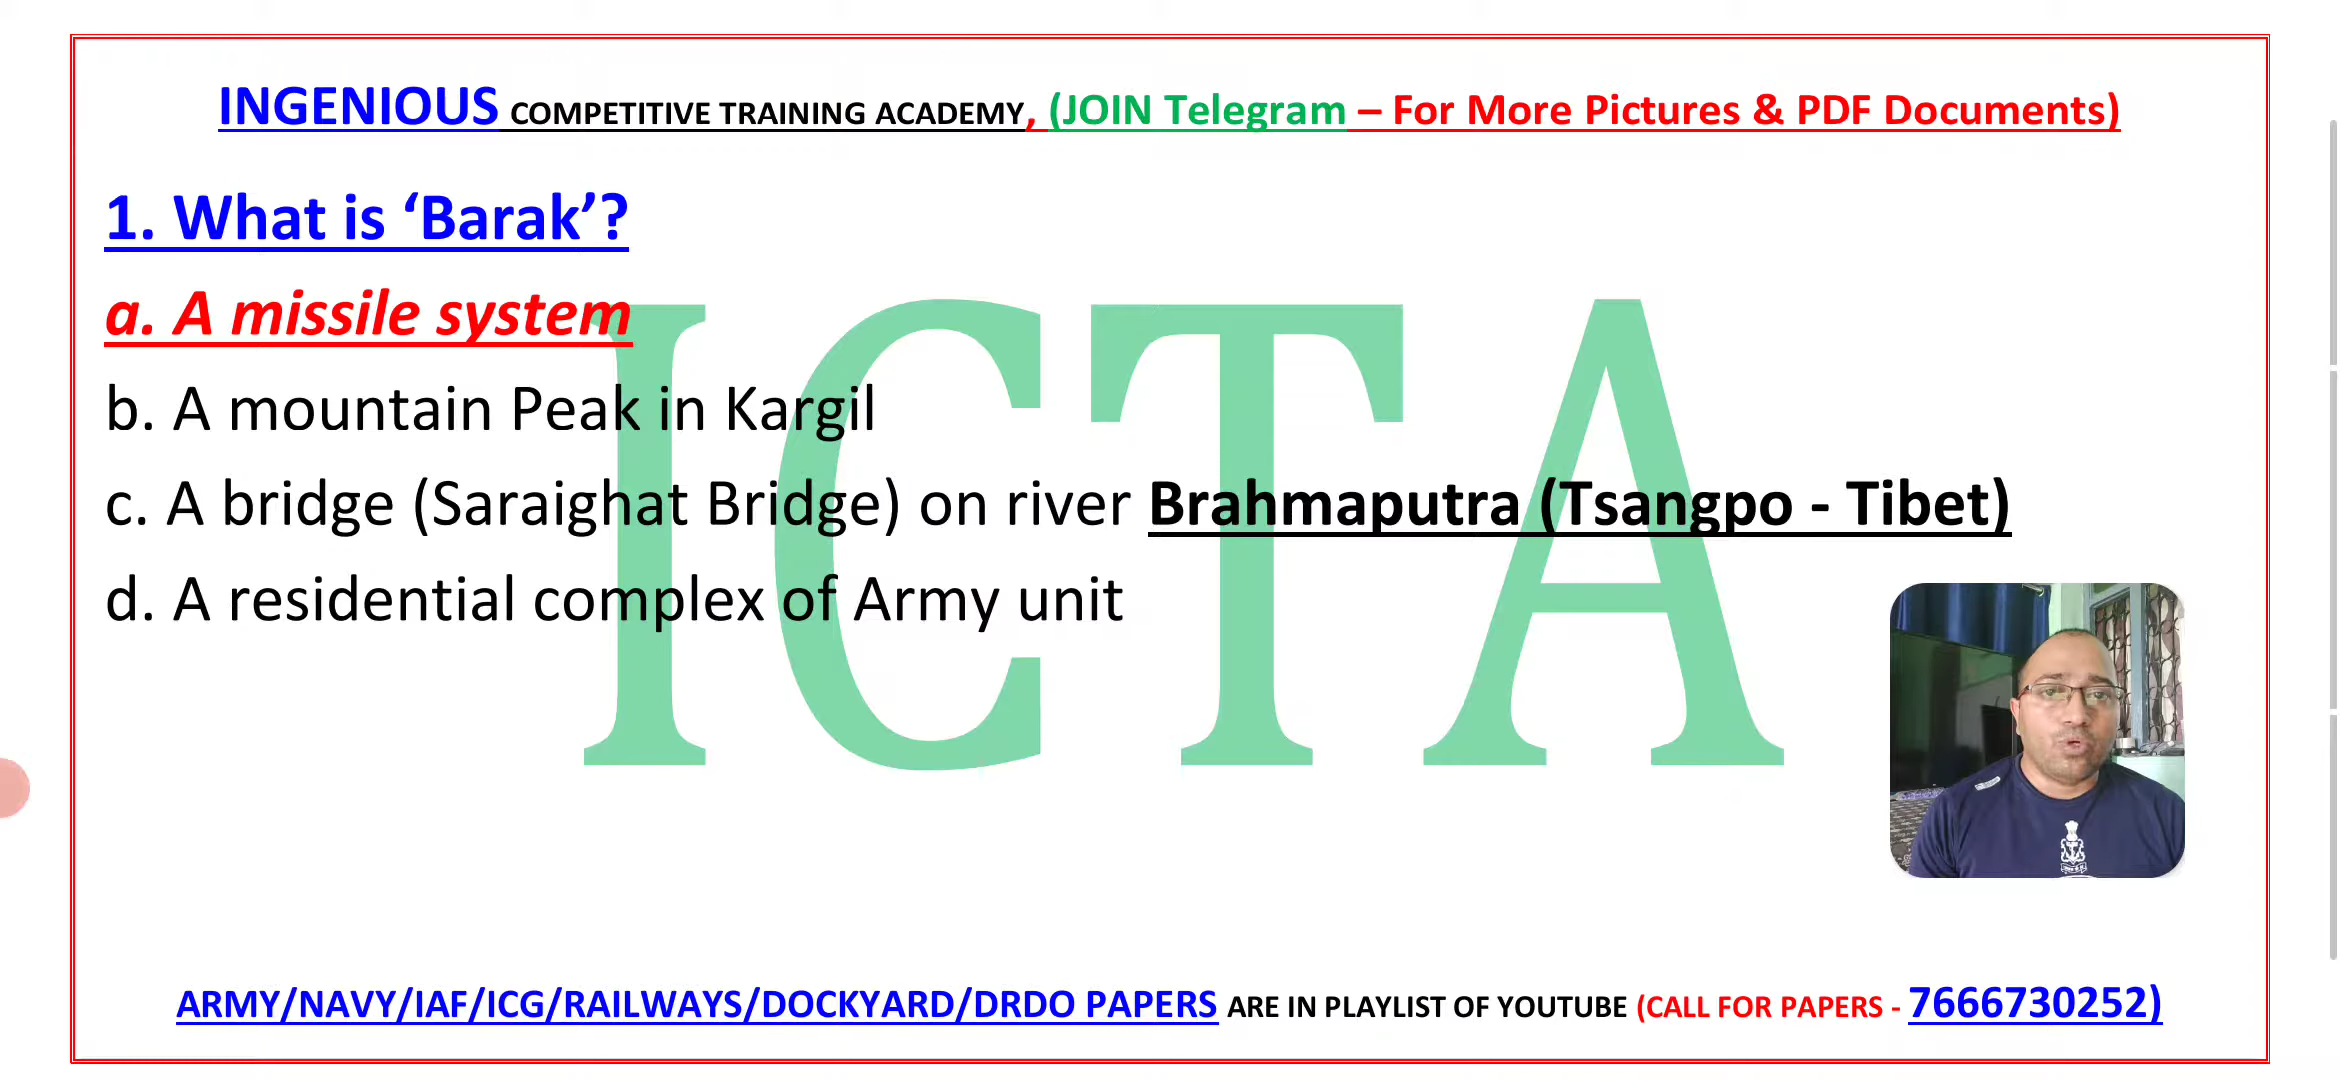 INGENIOUS COMPETITIVE TRAINING ACADEMY, (JOIN Telegram – For More Pictures & PDF Documents)
1. What is ‘Barak’?
a. A missile system
b. A mountain Peak in Kargil
c. A bridge (Saraighat Bridge) on river Brahmaputra (Tsangpo - Tibet)
d. A residential complex of Army unit
ICTA
ARMY/NAVY/IAF/ICG/RAILWAYS/DOCKYARD/DRDO PAPERS ARE IN PLAYLIST OF YOUTUBE (CALL FOR PAPERS - 7666730252)